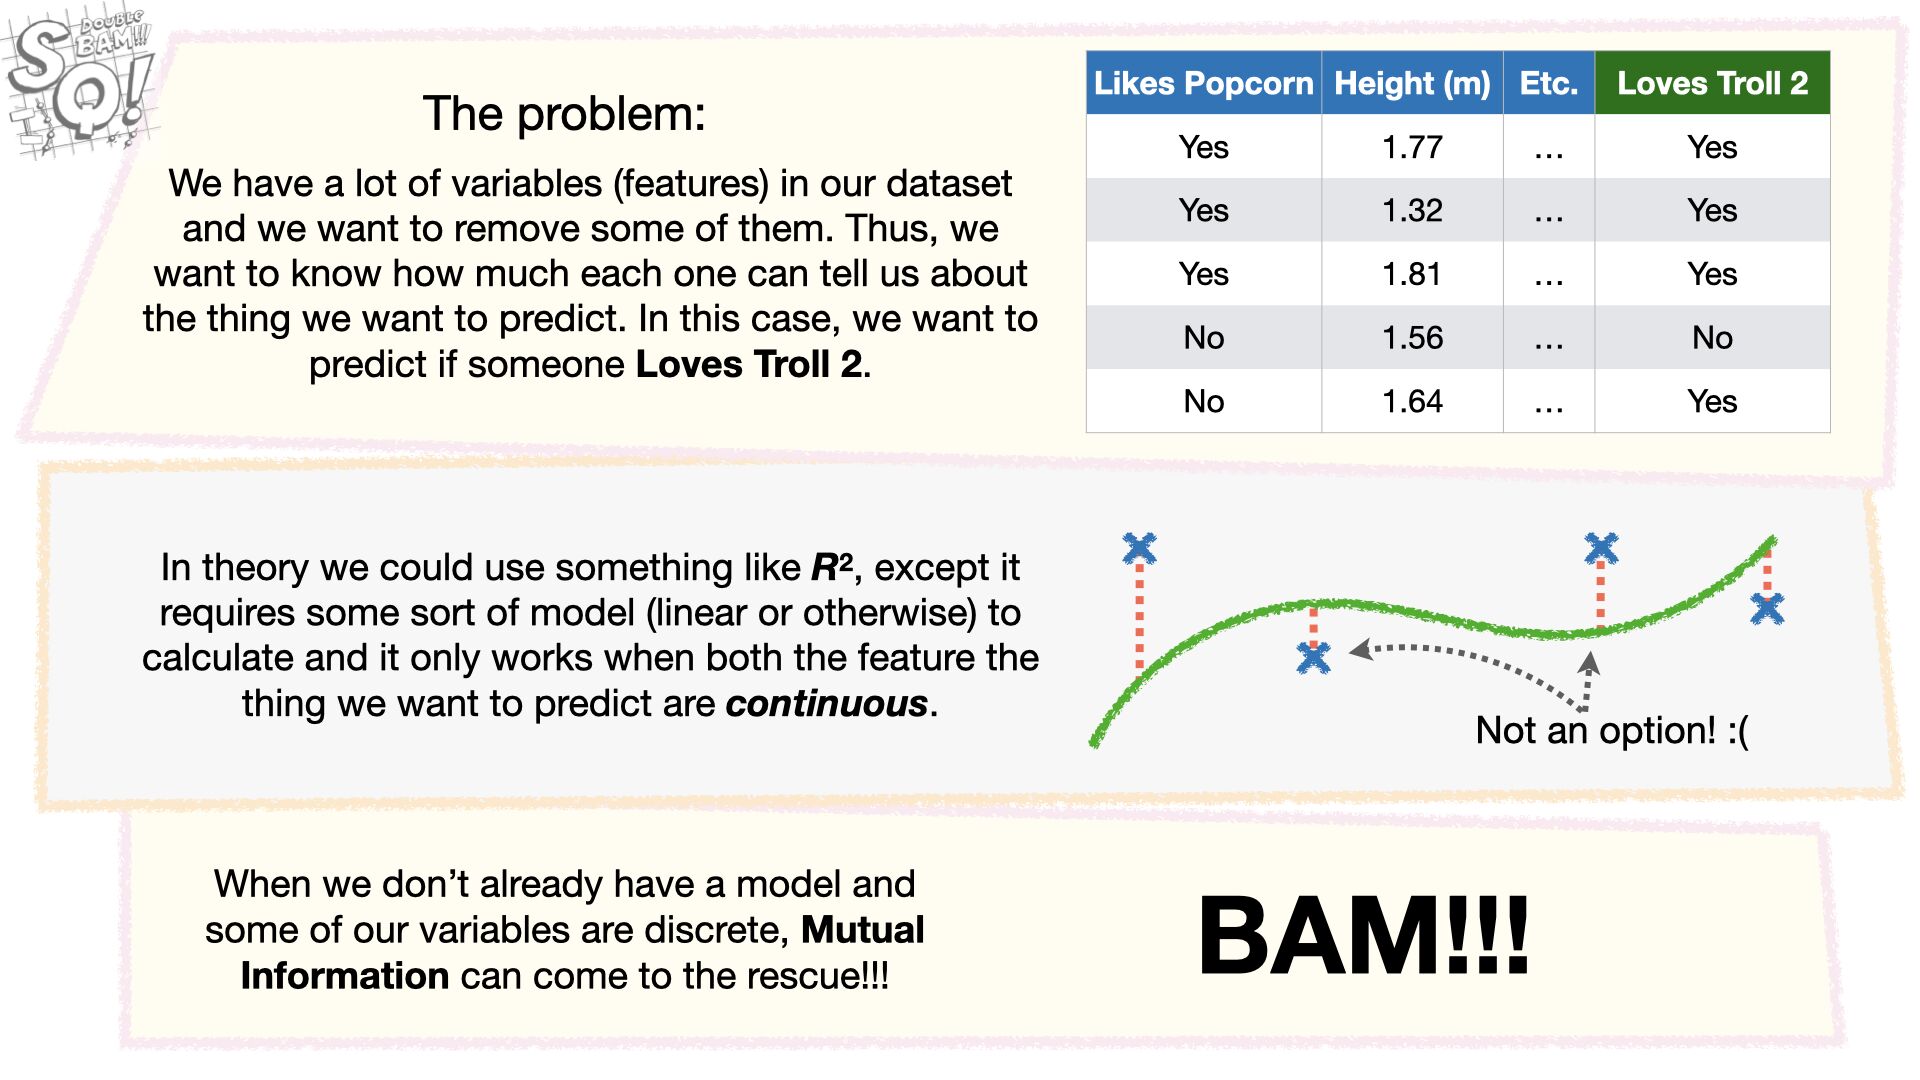 SQ!
DOUBLE
BAM!!!
The problem:
We have a lot of variables (features) in our dataset
and we want to remove some of them. Thus, we
want to know how much each one can tell us about
the thing we want to predict. In this case, we want to
predict if someone Loves Troll 2.
Likes Popcorn Height (m) Etc. Loves Troll 2
Yes 1.77 … Yes
Yes 1.32 … Yes
Yes 1.81 … Yes
No 1.56 … No
No 1.64 … Yes
In theory we could use something like R², except it
requires some sort of model (linear or otherwise) to
calculate and it only works when both the feature the
thing we want to predict are continuous.
Not an option! :(
When we don’t already have a model and
some of our variables are discrete, Mutual
Information can come to the rescue!!!
BAM!!!